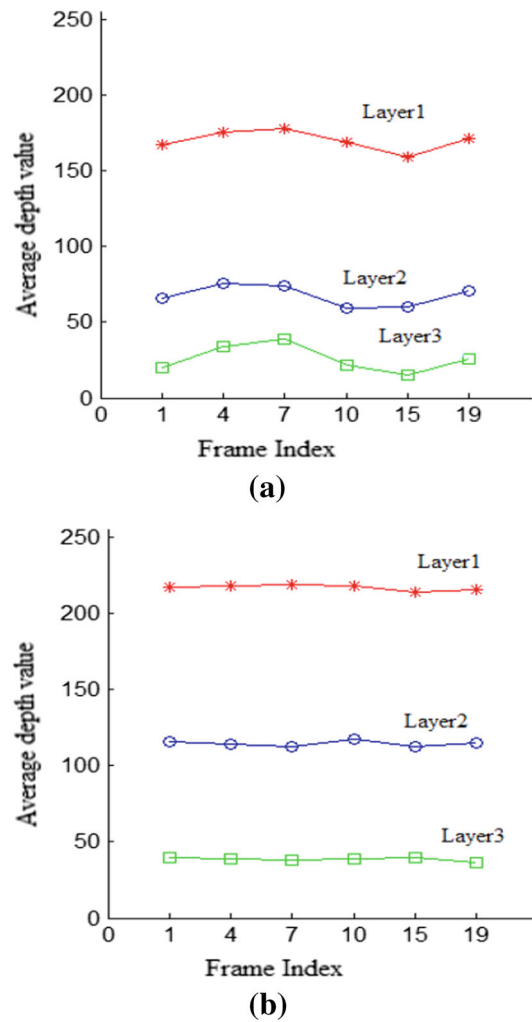 250
200
150
100
50
0
Average depth value
Layer1
Layer2
Layer3
0 1 4 7 10 15 19
Frame Index
(a)
250
200
150
100
50
0
Average depth value
Layer1
Layer2
Layer3
0 1 4 7 10 15 19
Frame Index
(b)